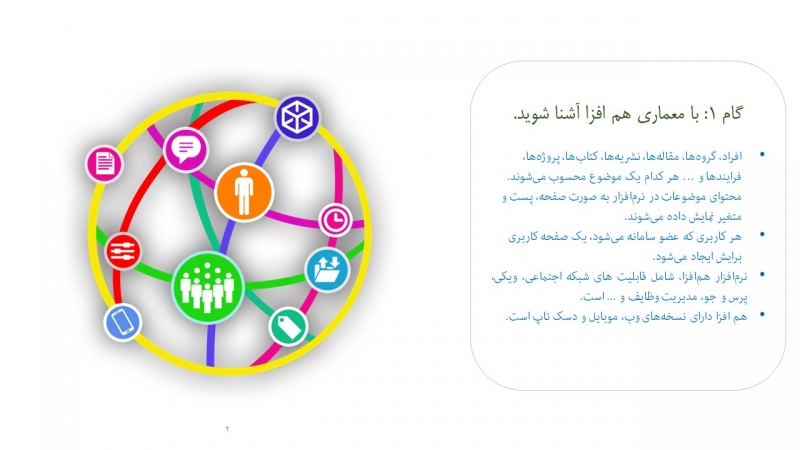 گام ۱: با معماری هم افزا آشنا شوید.
• افراد، گروه‌ها، مقاله‌ها، نشریه‌ها، کتاب‌ها، پروژه‌ها،
فرایندها و ... هر کدام یک موضوع محسوب می‌شوند.
محتوای موضوعات در نرم‌افزار به صورت صفحه، پست و
متغیر نمایش داده می‌شوند.
• هر کاربری که عضو سامانه می‌شود، یک صفحه کاربری
برایش ایجاد می‌شود.
• نرم‌افزار هم‌افزا، شامل قابلیت های شبکه اجتماعی، ویکی،
پرس و جو، مدیریت وظایف و ... است.
• هم افزا دارای نسخه‌های وب، موبایل و دسک تاپ است.
۲